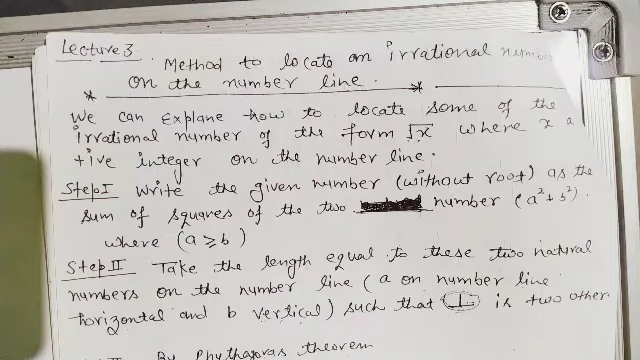 Lecture 3
Method to locate an irrational number
on the number line.
We can explane how to locate some of the
irrational number of the form √x where x a
+ive integer on the number line.
Step I Write the given number (without root) as the
sum of squares of the two number (a² + b²).
where (a ≥ b)
Step II Take the length equal to these two natural
numbers on the number line (a on number line
horizontal and b vertical) such that ⊥ is two other
By Phythagoras theorem